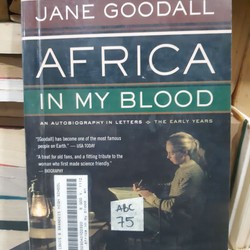 JANE GOODALL
AFRICA
IN MY BLOOD
AN AUTOBIOGRAPHY IN LETTERS THE EARLY YEARS
"[Goodall] has become one of the most famous
people on Earth." — USA TODAY
"A treat for old fans, and a fitting tribute to the
woman who first made science superstardom."
ABC
75